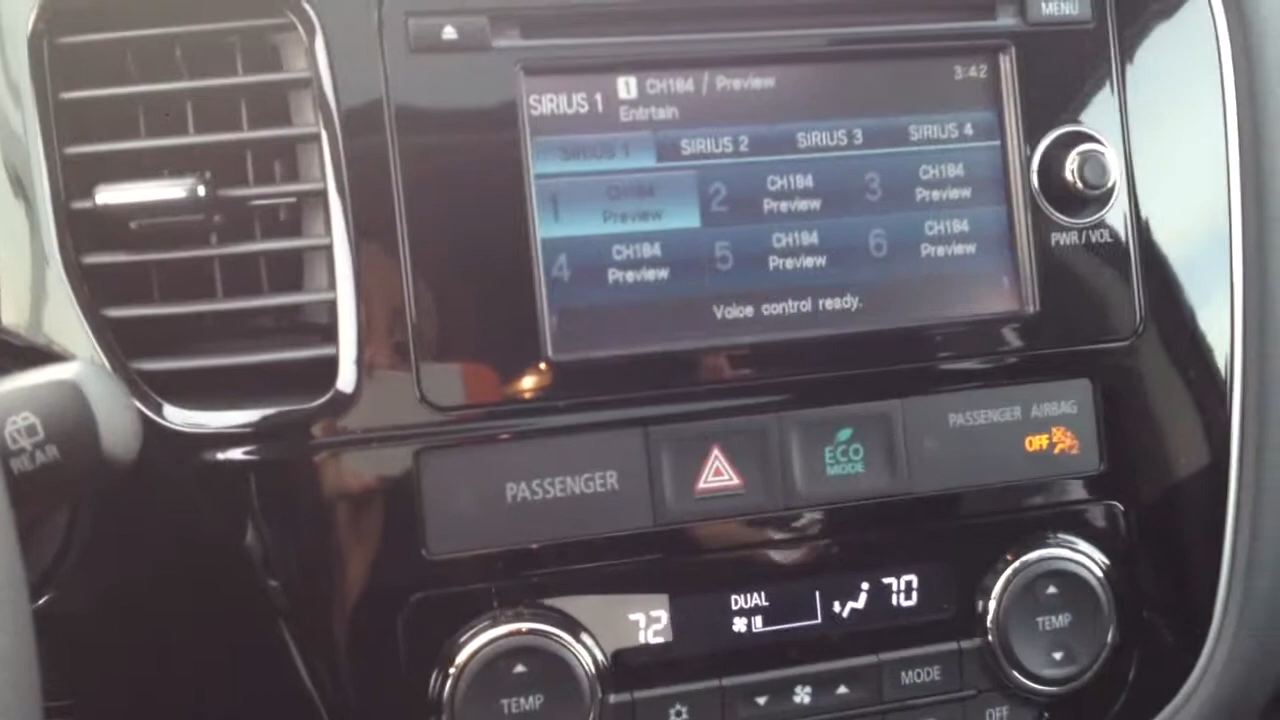 MENU
SIRIUS 1
1 CH184 / Preview
3:42
Entrtain
SIRIUS 1 SIRIUS 2 SIRIUS 3 SIRIUS 4
1 CH184 Preview
2 CH184 Preview
3 CH184 Preview
4 CH184 Preview
5 CH184 Preview
6 CH184 Preview
Voice control ready.
PWR / VOL
REAR
PASSENGER
ECO
MODE
PASSENGER AIRBAG
OFF 2
72
DUAL
70
TEMP
TEMP
MODE
OFF